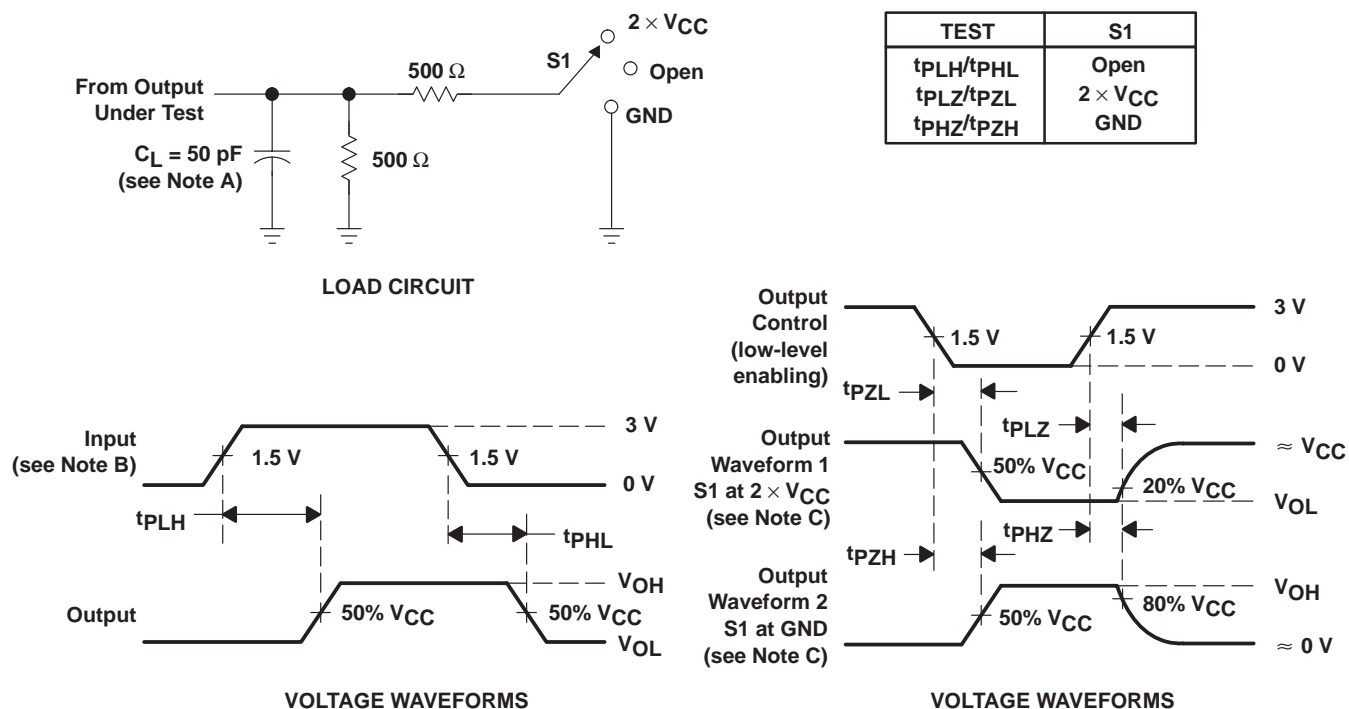 2 × VCC
S1
Open
GND
500 Ω
From Output
Under Test
CL = 50 pF
(see Note A)
500 Ω
LOAD CIRCUIT
TEST S1
tPLH/tPHL Open
tPLZ/tPZL 2 × VCC
tPHZ/tPZH GND
Input
(see Note B)
1.5 V
1.5 V
3 V
0 V
tPLH
tPHL
Output
50% VCC
50% VCC
VOH
VOL
VOLTAGE WAVEFORMS
Output
Control
(low-level
enabling)
1.5 V
1.5 V
3 V
0 V
tPZL
tPLZ
Output
Waveform 1
S1 at 2 × VCC
(see Note C)
50% VCC
20% VCC
≈ VCC
VOL
tPZH
tPHZ
Output
Waveform 2
S1 at GND
(see Note C)
50% VCC
80% VCC
VOH
≈ 0 V
VOLTAGE WAVEFORMS